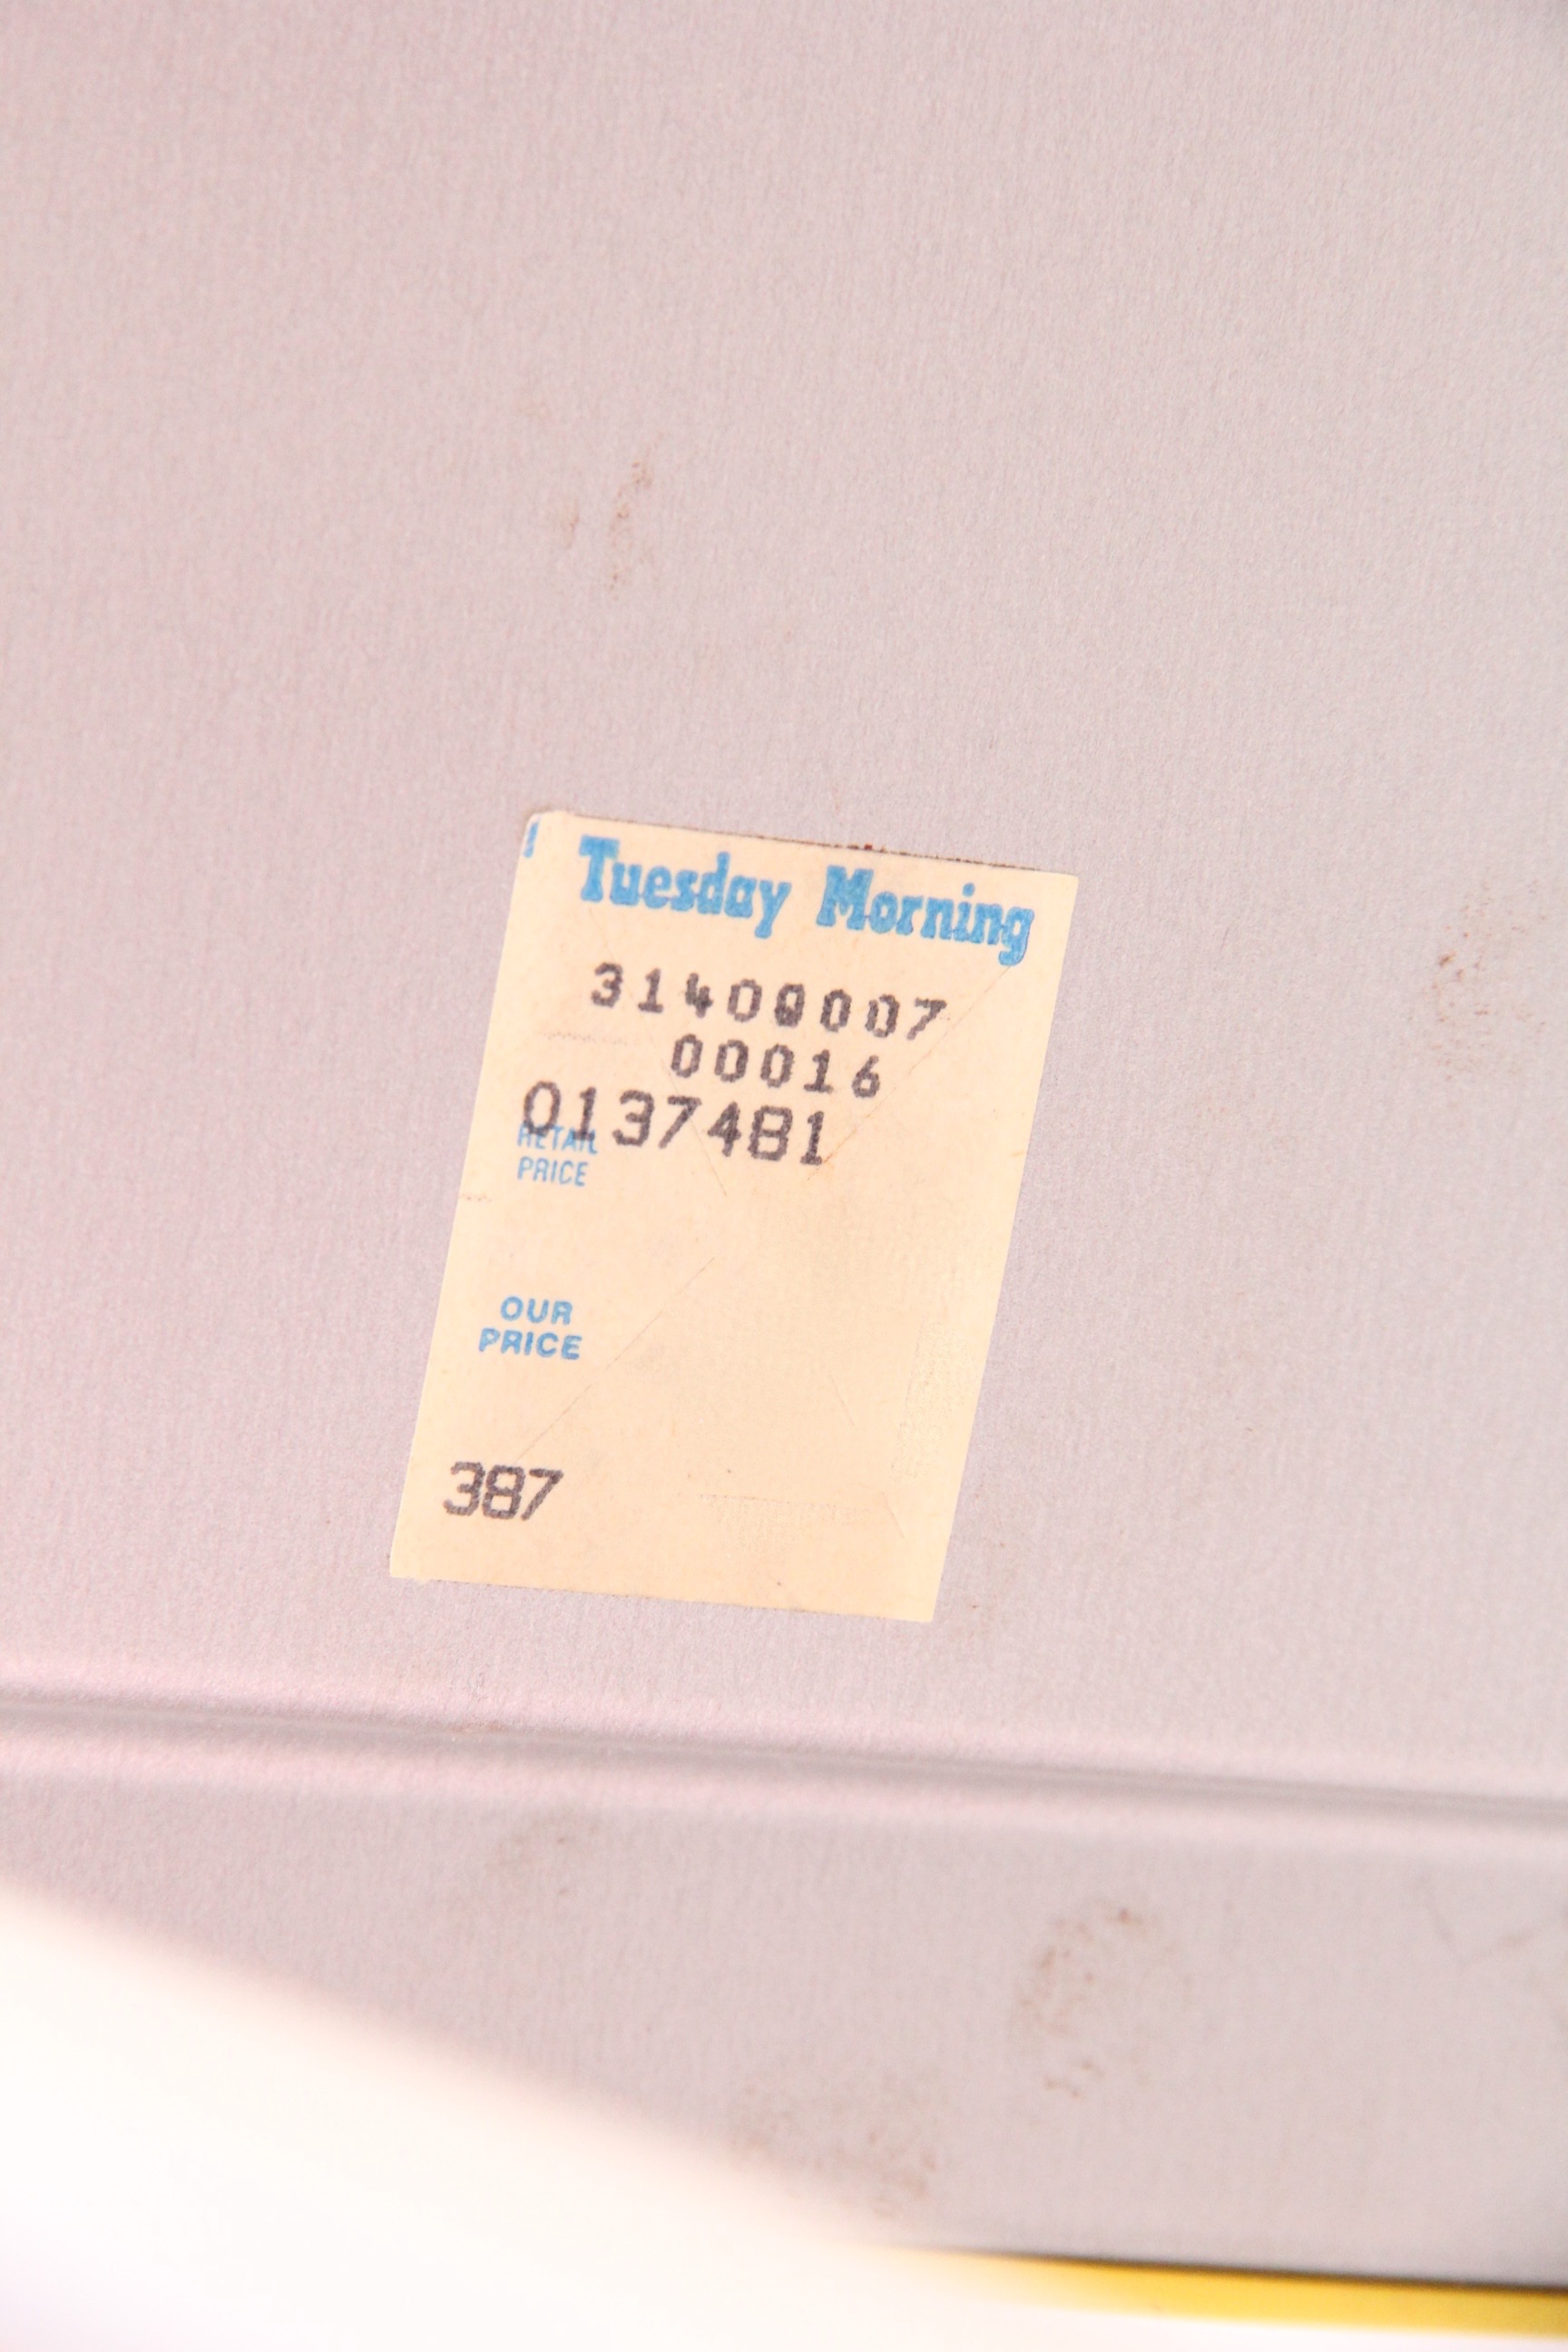 ! Tuesday Morning
31400007
00016
0137481
RETAIL
PRICE
OUR
PRICE
387